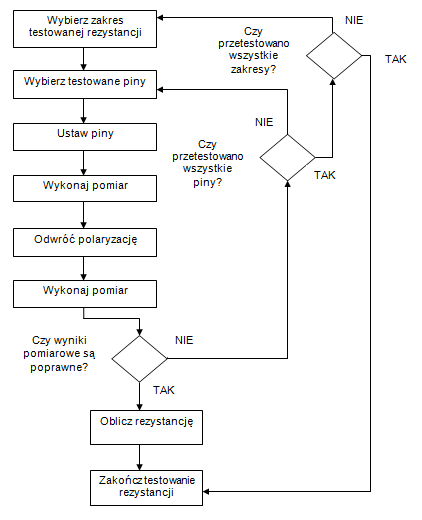 Wybierz zakres
testowanej rezystancji
Czy
przetestowano
wszystkie
zakresy?
NIE
TAK
Wybierz testowane piny
NIE
Ustaw piny
Czy
przetestowano
wszystkie
piny?
TAK
Wykonaj pomiar
Odwróć polaryzację
Wykonaj pomiar
Czy wyniki
pomiarowe są
poprawne?
NIE
TAK
Oblicz rezystancję
Zakończ testowanie
rezystancji